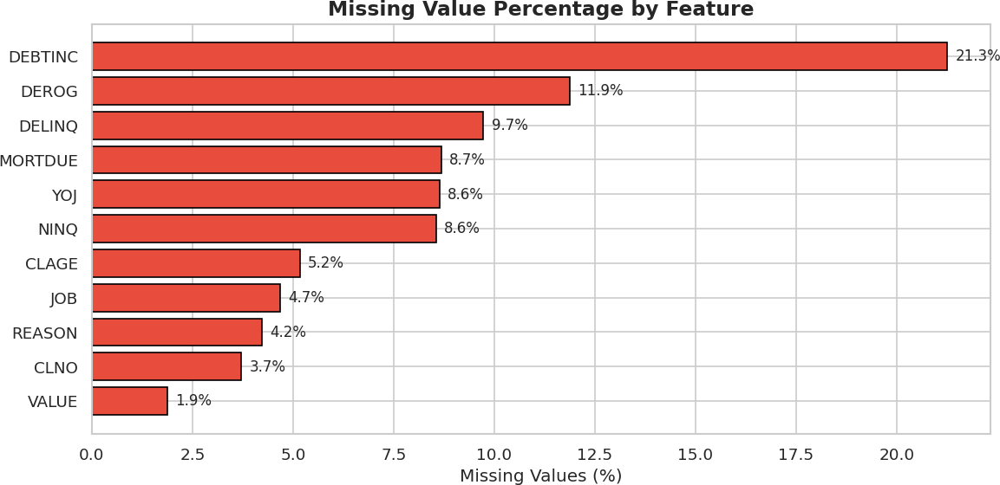 Missing Value Percentage by Feature
DEBTINC 21.3%
DEROG 11.9%
DELINQ 9.7%
MORTDUE 8.7%
YOJ 8.6%
NINQ 8.6%
CLAGE 5.2%
JOB 4.7%
REASON 4.2%
CLNO 3.7%
VALUE 1.9%
0.0 2.5 5.0 7.5 10.0 12.5 15.0 17.5 20.0
Missing Values (%)